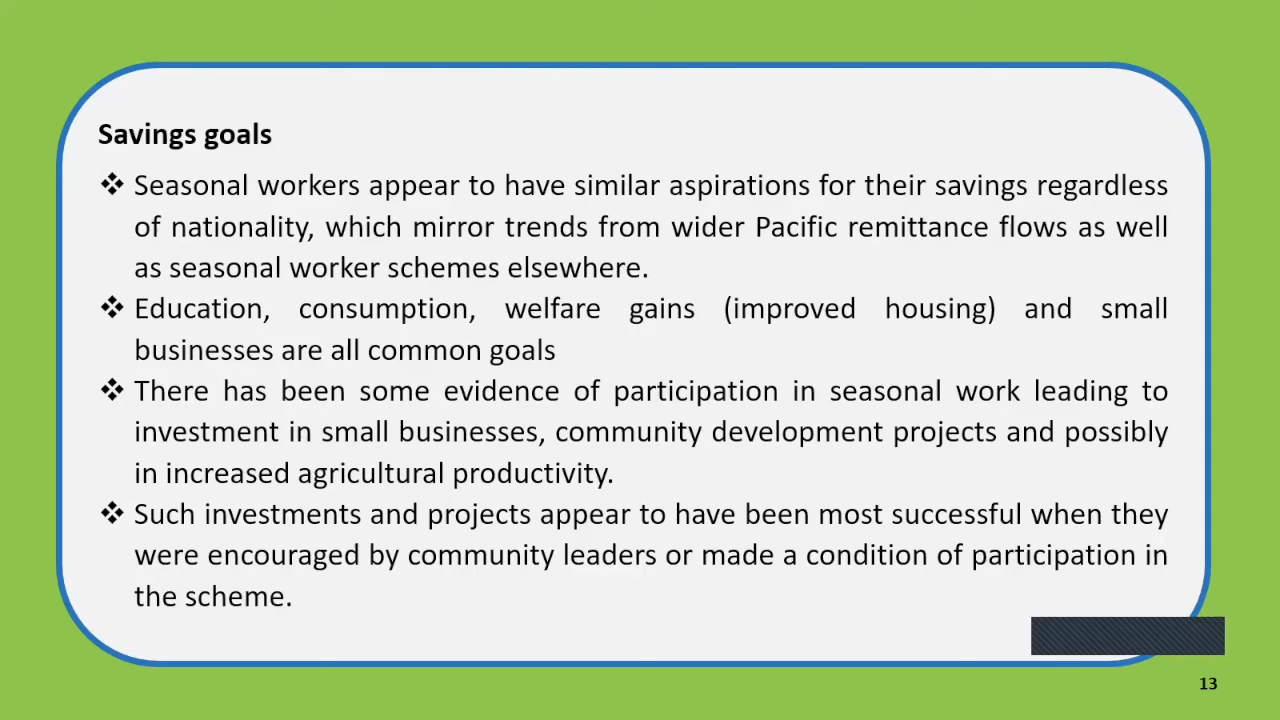 Savings goals
❖ Seasonal workers appear to have similar aspirations for their savings regardless
of nationality, which mirror trends from wider Pacific remittance flows as well
as seasonal worker schemes elsewhere.
❖ Education, consumption, welfare gains (improved housing) and small
businesses are all common goals
❖ There has been some evidence of participation in seasonal work leading to
investment in small businesses, community development projects and possibly
in increased agricultural productivity.
❖ Such investments and projects appear to have been most successful when they
were encouraged by community leaders or made a condition of participation in
the scheme.
13